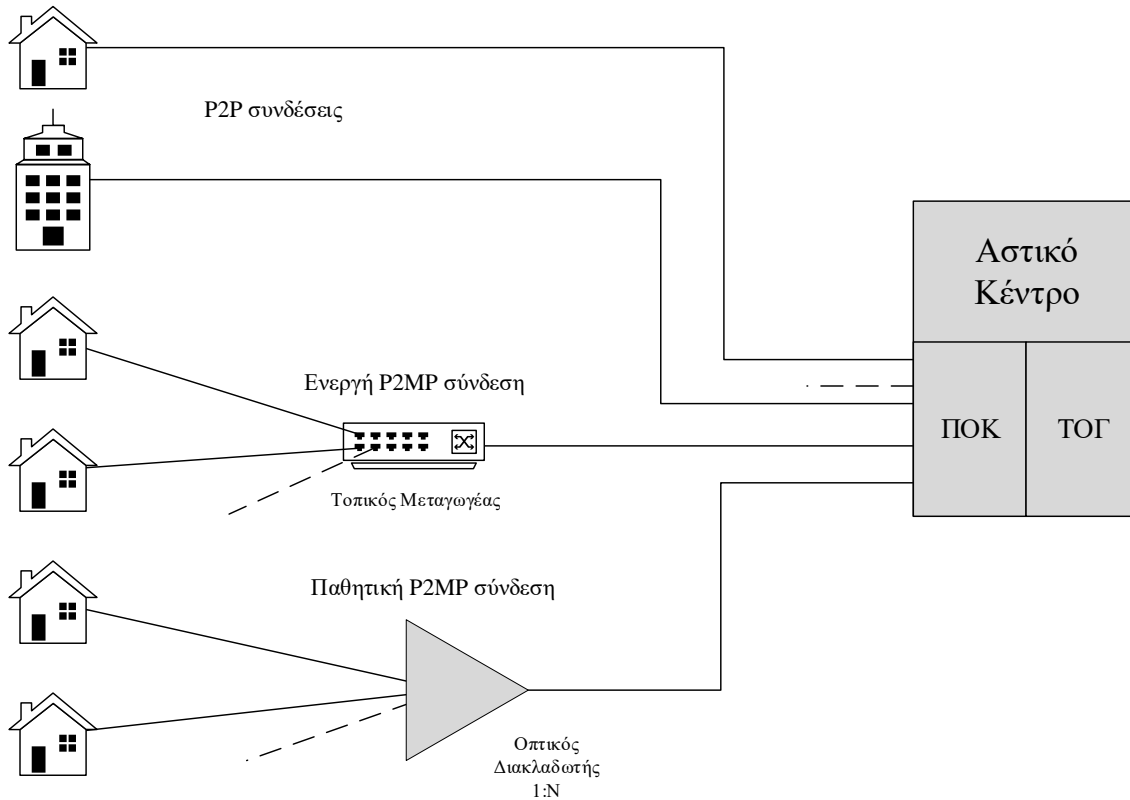 P2P συνδέσεις
Αστικό
Κέντρο
Ενεργή P2MP σύνδεση
ΠΟΚ
ΤΟΓ
Τοπικός Μεταγωγέας
Παθητική P2MP σύνδεση
Οπτικός
Διακλαδωτής
1:N